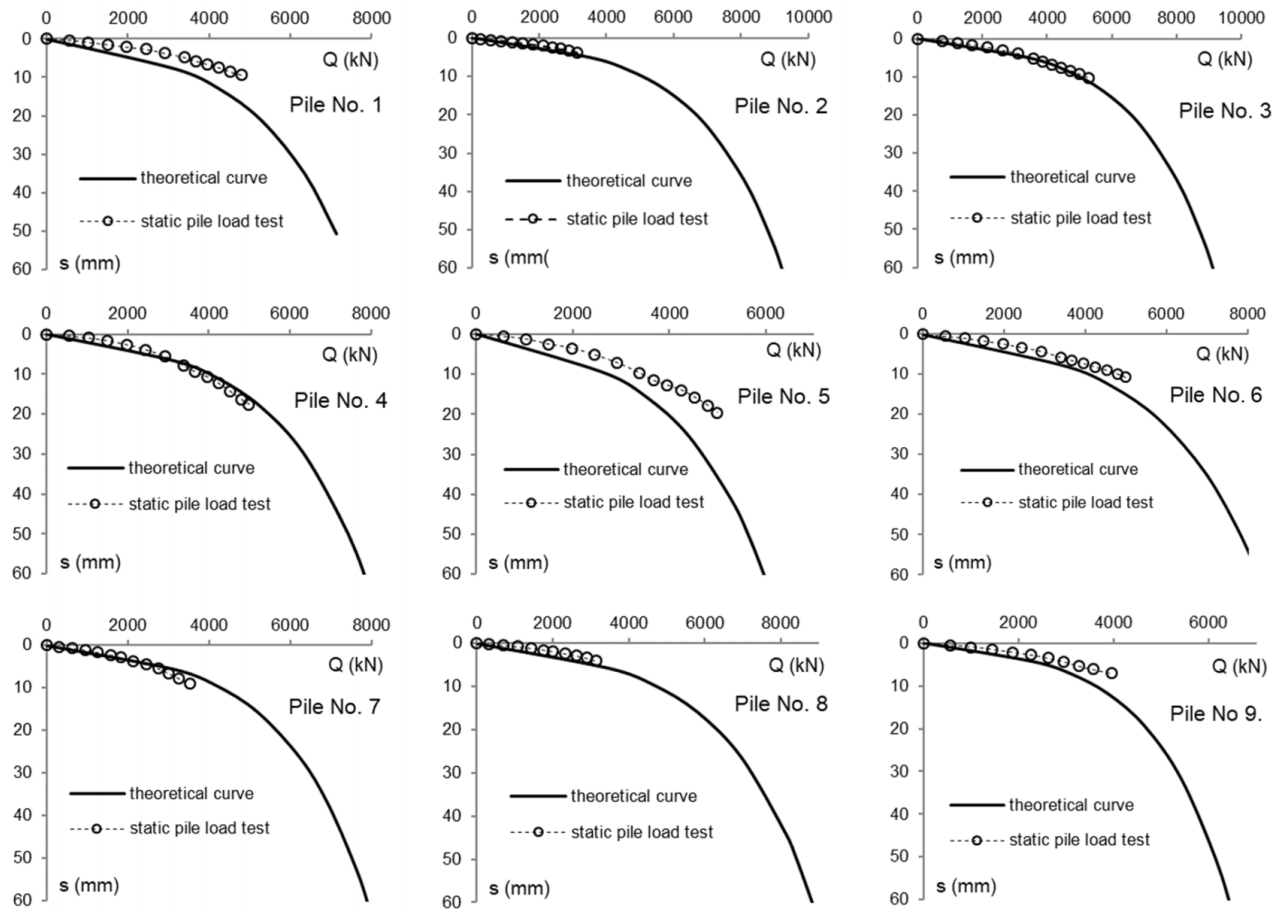 0 2000 4000 6000 8000
0
10
20
30
40
50
60
Q (kN)
Pile No. 1
theoretical curve
static pile load test
s (mm)
0 2000 4000 6000 8000 10000
0
10
20
30
40
50
60
Q (kN)
Pile No. 2
theoretical curve
static pile load test
s (mm(
0 2000 4000 6000 8000 10000
0
10
20
30
40
50
60
Q (kN)
Pile No. 3
theoretical curve
static pile load test
s (mm)
0 2000 4000 6000 8000
0
10
20
30
40
50
60
Q (kN)
Pile No. 4
theoretical curve
static pile load test
s (mm)
0 2000 4000 6000
0
10
20
30
40
50
60
Q (kN)
Pile No. 5
theoretical curve
static pile load test
s (mm)
0 2000 4000 6000 8000
0
10
20
30
40
50
60
Q (kN)
Pile No. 6
theoretical curve
static pile load test
s (mm)
0 2000 4000 6000 8000
0
10
20
30
40
50
60
Q (kN)
Pile No. 7
theoretical curve
static pile load test
s (mm)
0 2000 4000 6000 8000
0
10
20
30
40
50
60
Q (kN)
Pile No. 8
theoretical curve
static pile load test
s (mm)
0 2000 4000 6000
0
10
20
30
40
50
60
Q (kN)
Pile No 9.
theoretical curve
static pile load test
s (mm)